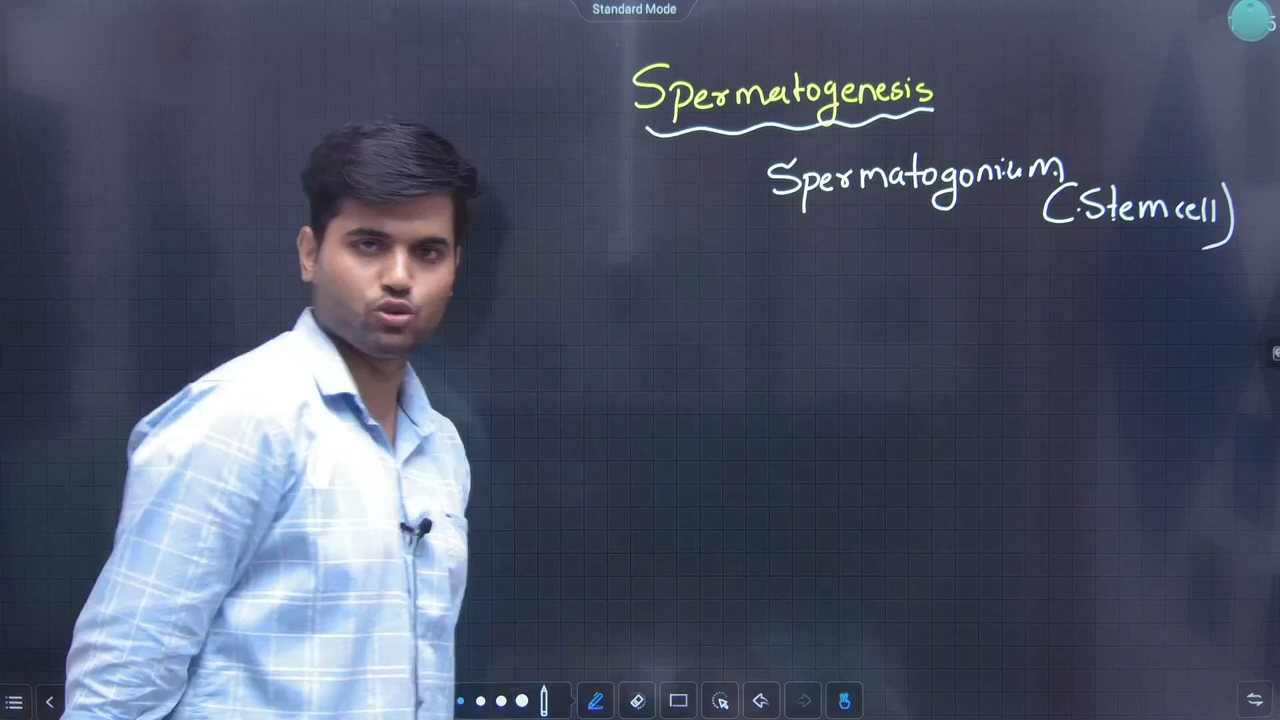 Standard Mode
Spermatogenesis
Spermatogonium
(Stem cell)